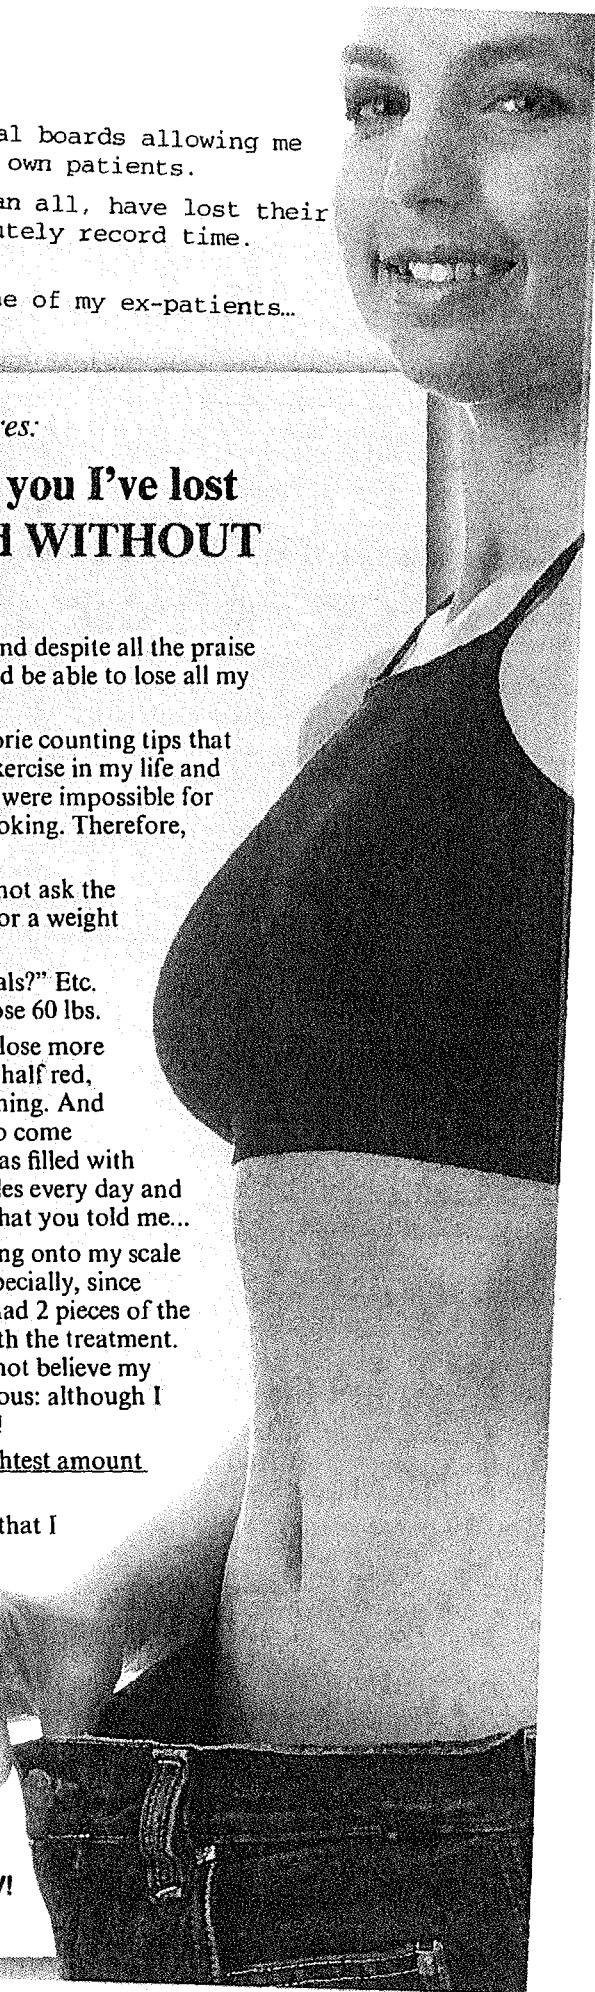 al boards allowing me
own patients.
an all, have lost their
tely record time.
e of my ex-patients…
res:
you I’ve lost
WITHOUT
nd despite all the praise
d be able to lose all my
orie counting tips that
xercise in my life and
were impossible for
oking. Therefore,
not ask the
or a weight
als?” Etc.
ose 60 lbs.
lose more
half red,
hing. And
o come
as filled with
les every day and
hat you told me...
ng onto my scale
pecially, since
had 2 pieces of the
th the treatment.
not believe my
ous: although I
!
htest amount
that I
!